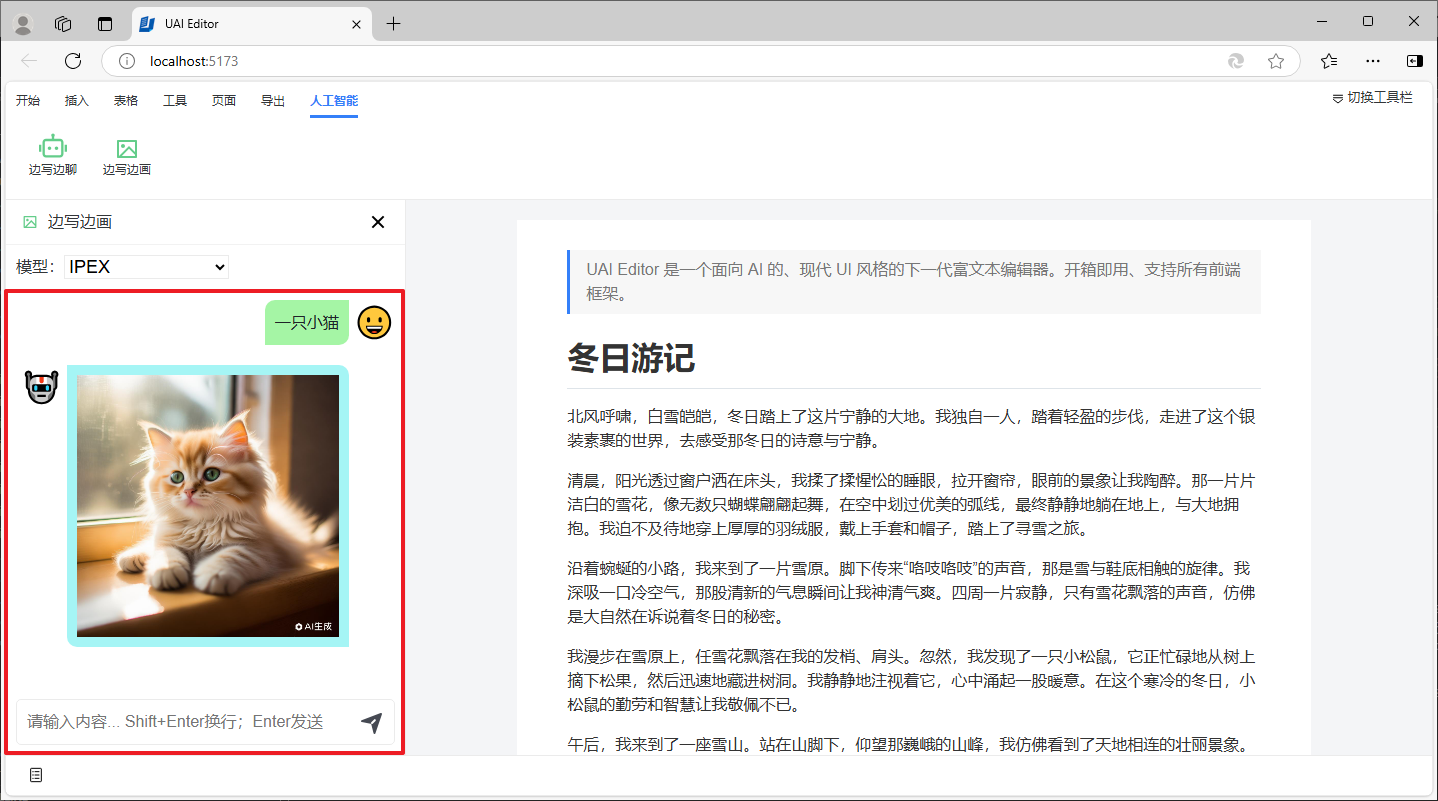 UAI Editor
localhost:5173
开始 插入 表格 工具 页面 导出 人工智能
切换工具栏
边写边聊 边写边画
边写边画
模型： IPEX
一只小猫
AI生成
请输入内容... Shift+Enter换行；Enter发送
UAI Editor 是一个面向 AI 的、现代 UI 风格的下一代富文本编辑器。开箱即用、支持所有前端
框架。
冬日游记
北风呼啸，白雪皑皑，冬日踏上了这片宁静的大地。我独自一人，踏着轻盈的步伐，走进了这个银
装素裹的世界，去感受那冬日的诗意与宁静。
清晨，阳光透过窗户洒在床头，我揉了揉惺忪的睡眼，拉开窗帘，眼前的景象让我陶醉。那一片片
洁白的雪花，像无数只蝴蝶翩翩起舞，在空中划过优美的弧线，最终静静地躺在地上，与大地拥
抱。我迫不及待地穿上厚厚的羽绒服，戴上手套和帽子，踏上了寻雪之旅。
沿着蜿蜒的小路，我来到了一片雪原。脚下传来“咯吱咯吱”的声音，那是雪与鞋底相触的旋律。我
深吸一口冷空气，那股清新的气息瞬间让我神清气爽。四周一片寂静，只有雪花飘落的声音，仿佛
是大自然在诉说着冬日的秘密。
我漫步在雪原上，任雪花飘落在我的发梢、肩头。忽然，我发现了一只小松鼠，它正忙碌地从树上
摘下松果，然后迅速地藏进树洞。我静静地注视着它，心中涌起一股暖意。在这个寒冷的冬日，小
松鼠的勤劳和智慧让我敬佩不已。
午后，我来到了一座雪山。站在山脚下，仰望那巍峨的山峰，我仿佛看到了天地相连的壮丽景象。